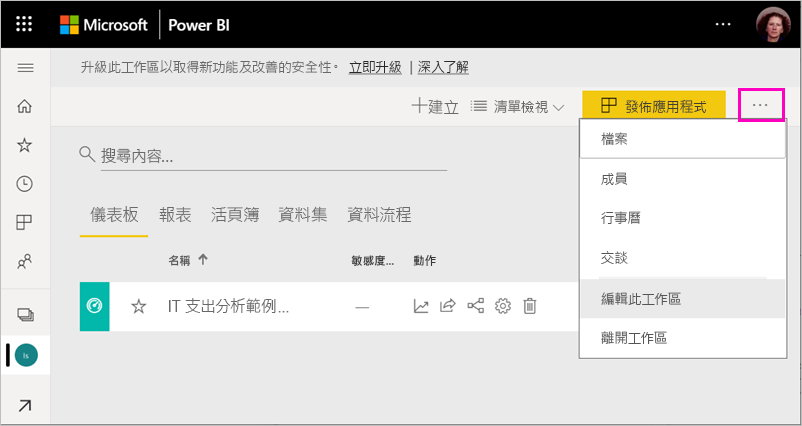 Microsoft Power BI ...
升級此工作區以取得新功能及改善的安全性。 立即升級 | 深入了解
建立 清單檢視 發佈應用程式 ...
搜尋內容...
檔案
成員
儀表板 報表 活頁簿 資料集 資料流程
行事曆
名稱 敏感度... 動作
交談
IT 支出分析範例... —
編輯此工作區
離開工作區
Is